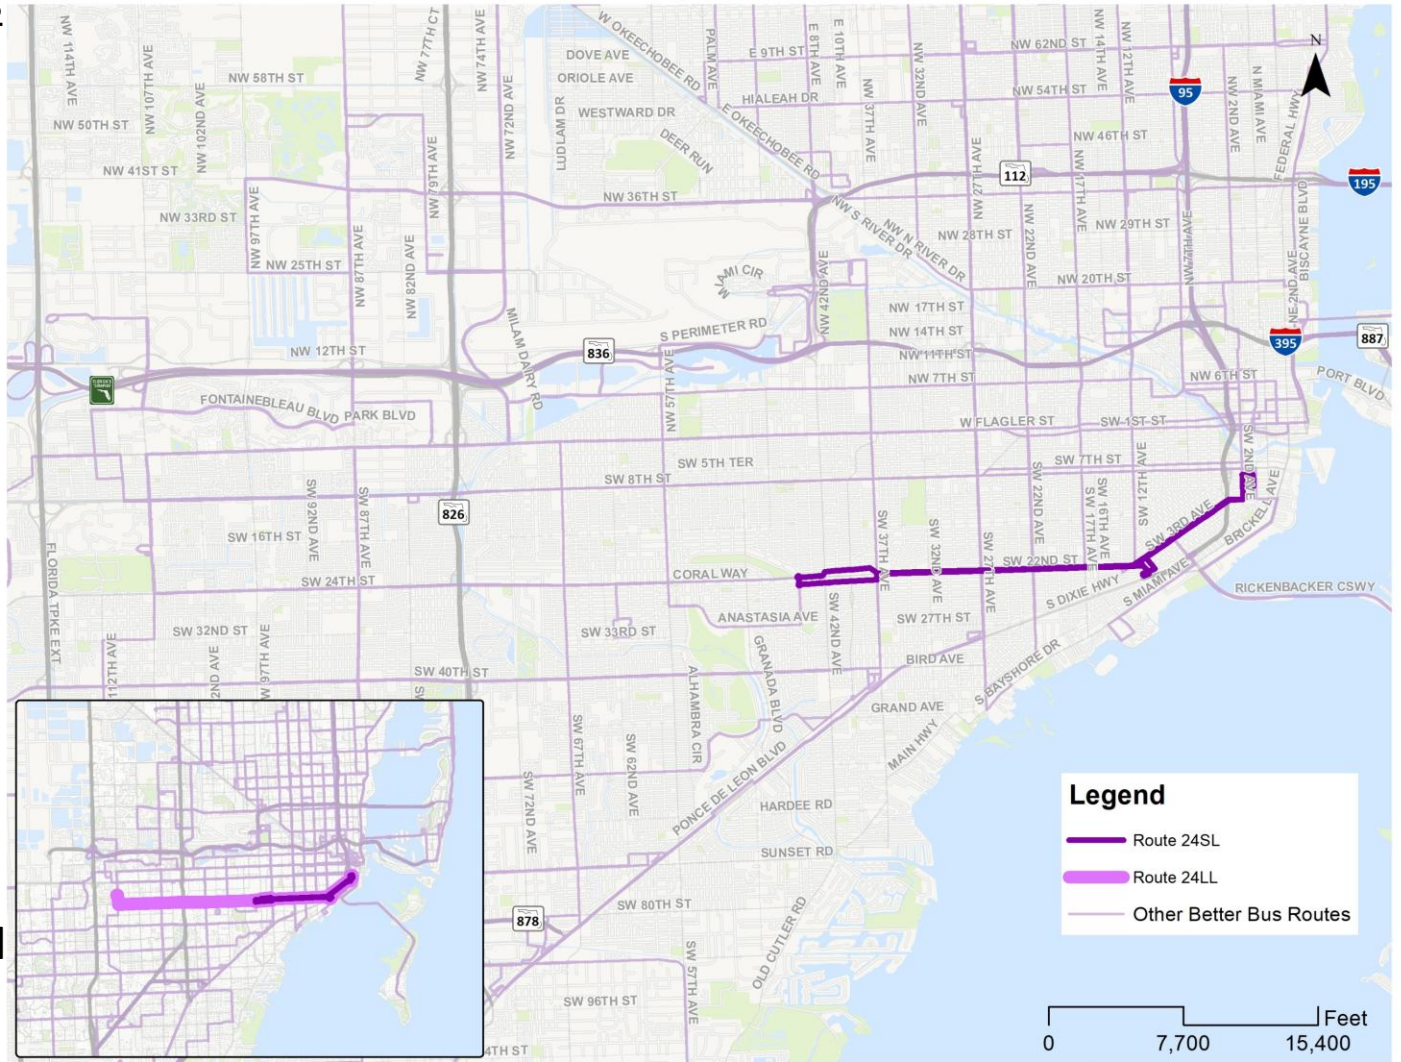 NW 114TH AVE
NW 107TH AVE
NW 102ND AVE
NW 58TH ST
NW 50TH ST
NW 41ST ST
NW 33RD ST
NW 97TH AVE
NW 25TH ST
NW 87TH AVE
NW 82ND AVE
NW 79TH AVE
NW 77TH CT
NW 74TH AVE
NW 72ND AVE
LUDLAM DR
DOVE AVE
ORIOLE AVE
WESTWARD DR
DEER RUN
W OKEECHOBEE RD
E OKEECHOBEE RD
PALM AVE
E 9TH ST
E 8TH AVE
E 10TH AVE
HIALEAH DR
NW 37TH AVE
NW 32ND AVE
NW 62ND ST
NW 14TH AVE
NW 12TH AVE
NW 54TH ST
NW 46TH ST
95
NW 2ND AVE
N MIAMI AVE
FEDERAL HWY
N
112
195
NW 36TH ST
NW 27TH AVE
NW 17TH AVE
NW 22ND AVE
NW 29TH ST
NW 28TH ST
NW S RIVER DR
NW N RIVER DR
NW 7TH AVE
NW 20TH ST
NE 2ND AVE
BISCAYNE BLVD
MIAMI CIR
NW 42ND AVE
NW 17TH ST
NW 14TH ST
NW 11TH ST
NW 7TH ST
NW 6TH ST
395
887
PORT BLVD
S PERIMETER RD
836
NW 12TH ST
MILAM DAIRY RD
NW 57TH AVE
FONTAINEBLEAU BLVD
PARK BLVD
W FLAGLER ST
SW 1ST ST
SW 5TH TER
SW 7TH ST
SW 8TH ST
SW 2ND AVE
BRICKELL AVE
826
SW 92ND AVE
SW 87TH AVE
SW 16TH ST
SW 24TH ST
SW 37TH AVE
SW 32ND AVE
SW 27TH AVE
SW 22ND AVE
SW 17TH AVE
SW 16TH AVE
SW 12TH AVE
SW 3RD AVE
SW 22ND ST
CORAL WAY
S DIXIE HWY
S MIAMI AVE
RICKENBACKER CSWY
FLORIDA TPKE EXT
ANASTASIA AVE
SW 42ND AVE
SW 27TH ST
SW 32ND ST
SW 33RD ST
BIRD AVE
S BAYSHORE DR
SW 40TH ST
112TH AVE
2ND AVE
W 97TH AVE
SW
ALHAMBRA CIR
GRANADA BLVD
GRAND AVE
MAIN HWY
SW 67TH AVE
SW 62ND AVE
SW 72ND AVE
PONCE DE LEON BLVD
HARDEE RD
SUNSET RD
SW 80TH ST
878
SW 57TH AVE
OLD CUTLER RD
SW 96TH ST
4TH ST
Legend
Route 24SL
Route 24LL
Other Better Bus Routes
Feet
0 7,700 15,400